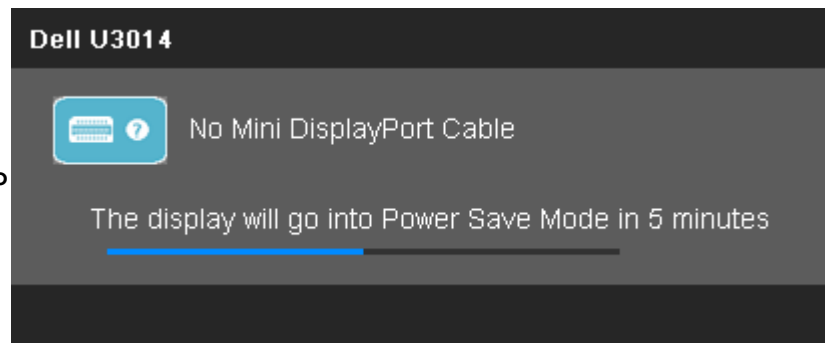 Dell U3014
No Mini DisplayPort Cable
The display will go into Power Save Mode in 5 minutes